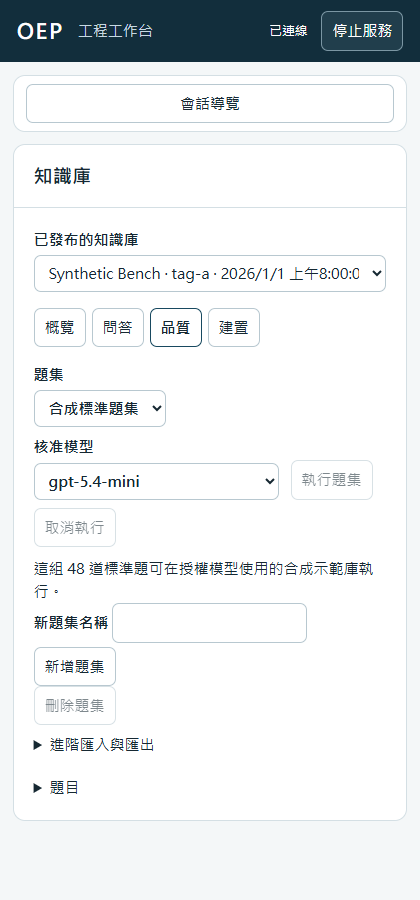 OEP 工程工作台 已連線 停止服務
會話導覽
知識庫
已發布的知識庫
Synthetic Bench · tag-a · 2026/1/1 上午8:00:0
概覽 問答 品質 建置
題集
合成標準題集
核准模型
gpt-5.4-mini 執行題集
取消執行
這組 48 道標準題可在授權模型使用的合成示範庫執
行。
新題集名稱
新增題集
刪除題集
▶ 進階匯入與匯出
▶ 題目